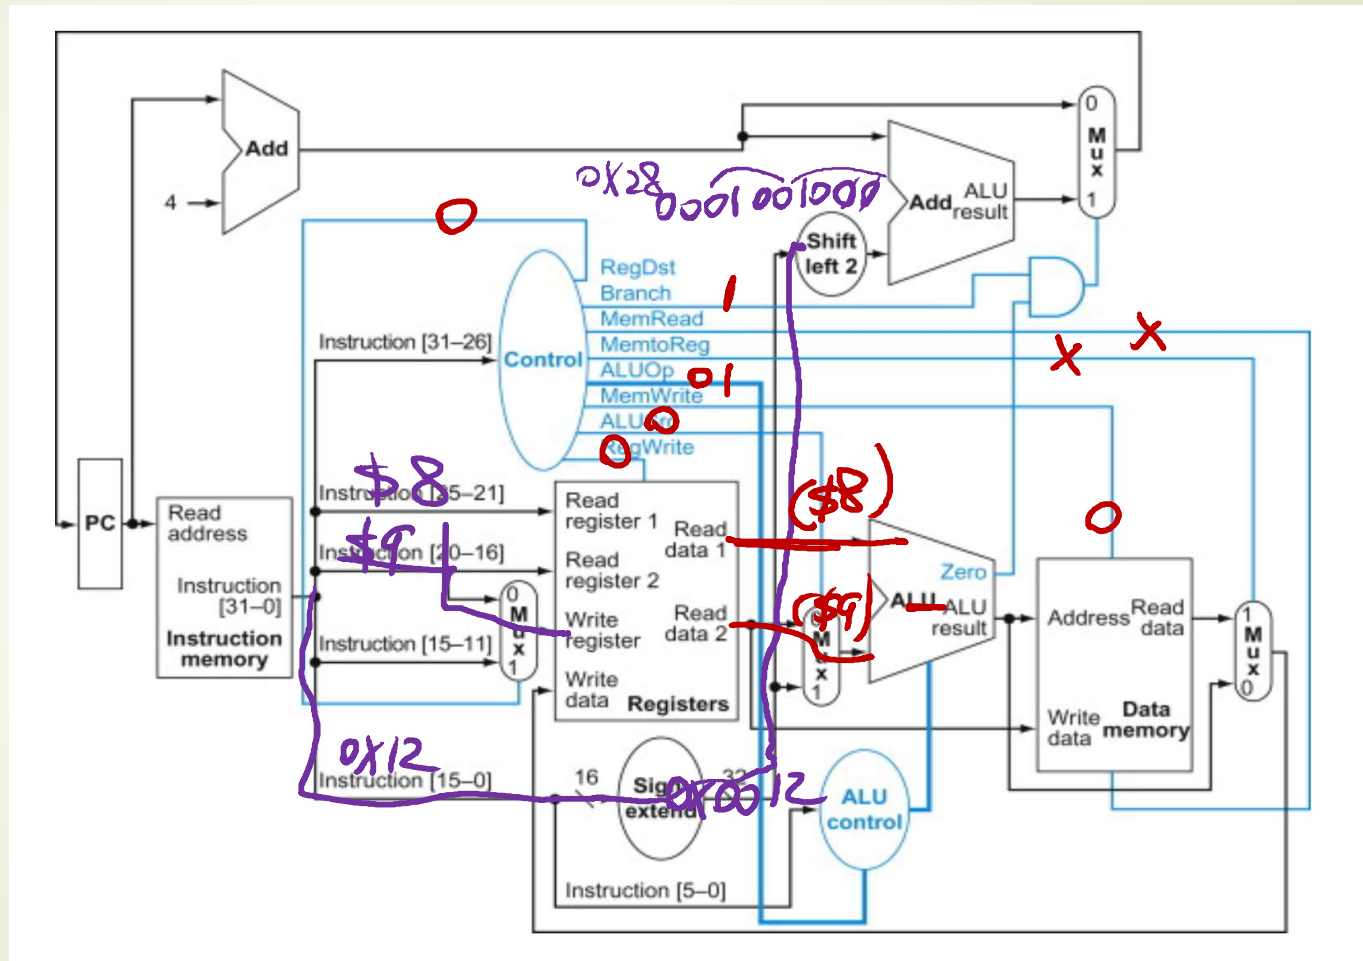 0
M
u
x
1
Add
4
Add ALU
result
0X28
000100100000
Shift
left 2
0
RegDst
Branch
1
MemRead
X
MemtoReg
X
ALUOp
01
MemWrite
0
RegWrite
0
Instruction [31–26]
Control
PC
Read
address
Instruction
[31–0]
Instruction
memory
Instruction [25–21]
$8
Instruction [20–16]
$9
Instruction [15–11]
0
M
u
x
1
Read
register 1
Read
register 2
Write
register
Write
data
Read
data 1
Read
data 2
Registers
($8)
($9)
M
u
x
1
Zero
ALU ALU
result
0
Address
Read
data
Write
data
Data
memory
1
M
u
x
0
0X12
Instruction [15–0]
16
Sign
extend
32
0X0012
ALU
control
Instruction [5–0]